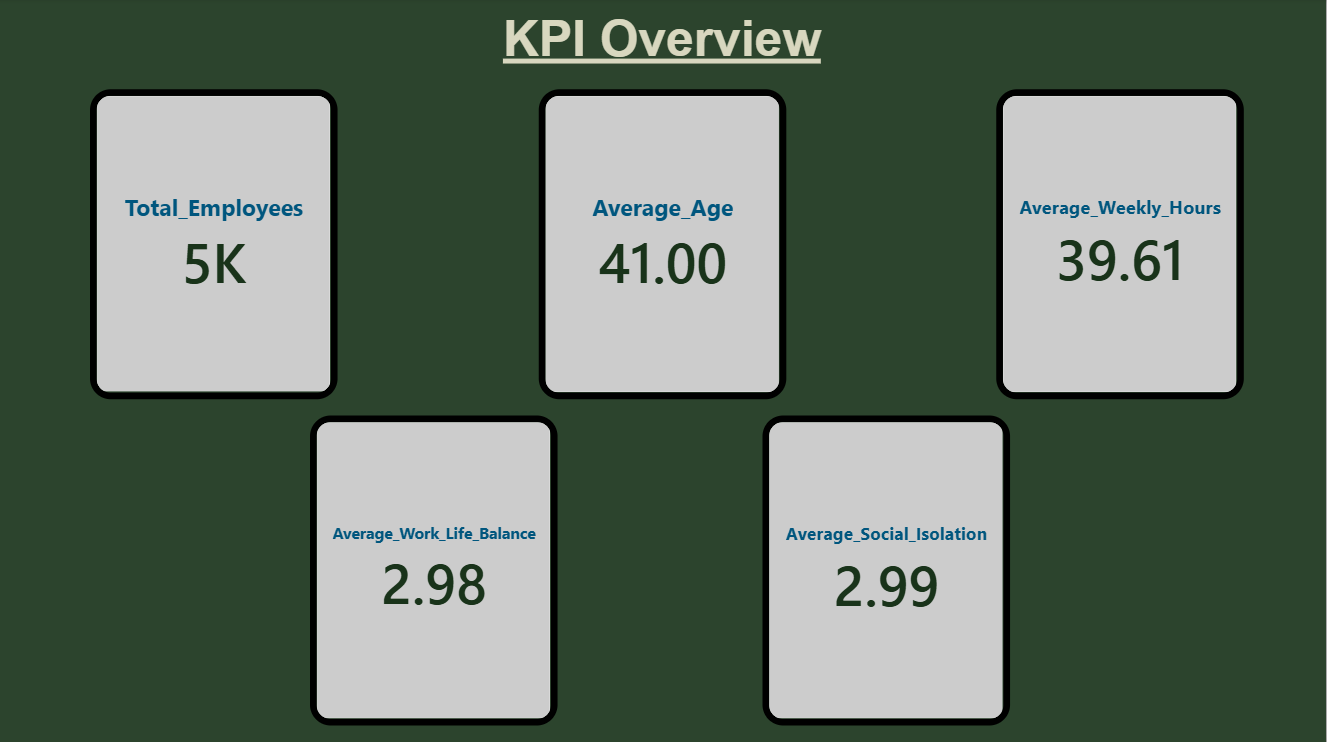 KPI Overview
Total_Employees
5K
Average_Age
41.00
Average_Weekly_Hours
39.61
Average_Work_Life_Balance
2.98
Average_Social_Isolation
2.99